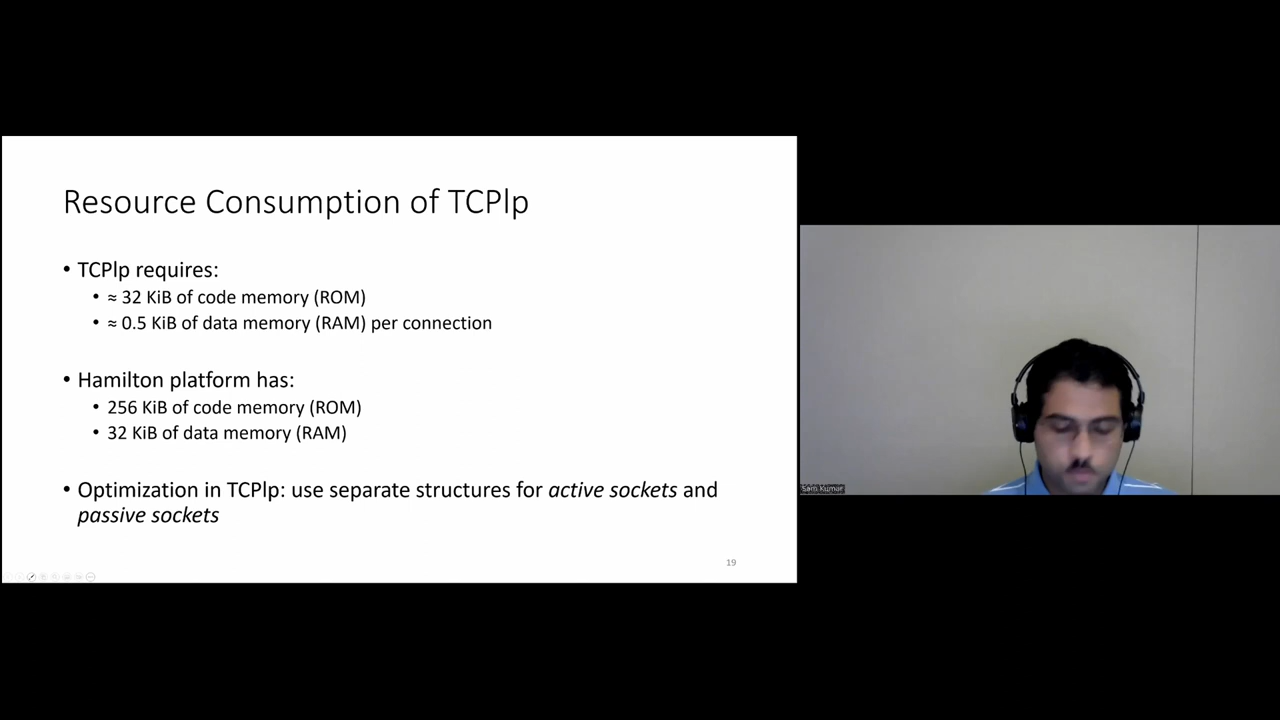 Resource Consumption of TCPlp
• TCPlp requires:
• ≈ 32 KiB of code memory (ROM)
• ≈ 0.5 KiB of data memory (RAM) per connection
• Hamilton platform has:
• 256 KiB of code memory (ROM)
• 32 KiB of data memory (RAM)
• Optimization in TCPlp: use separate structures for active sockets and
passive sockets
19
Sam Kumar